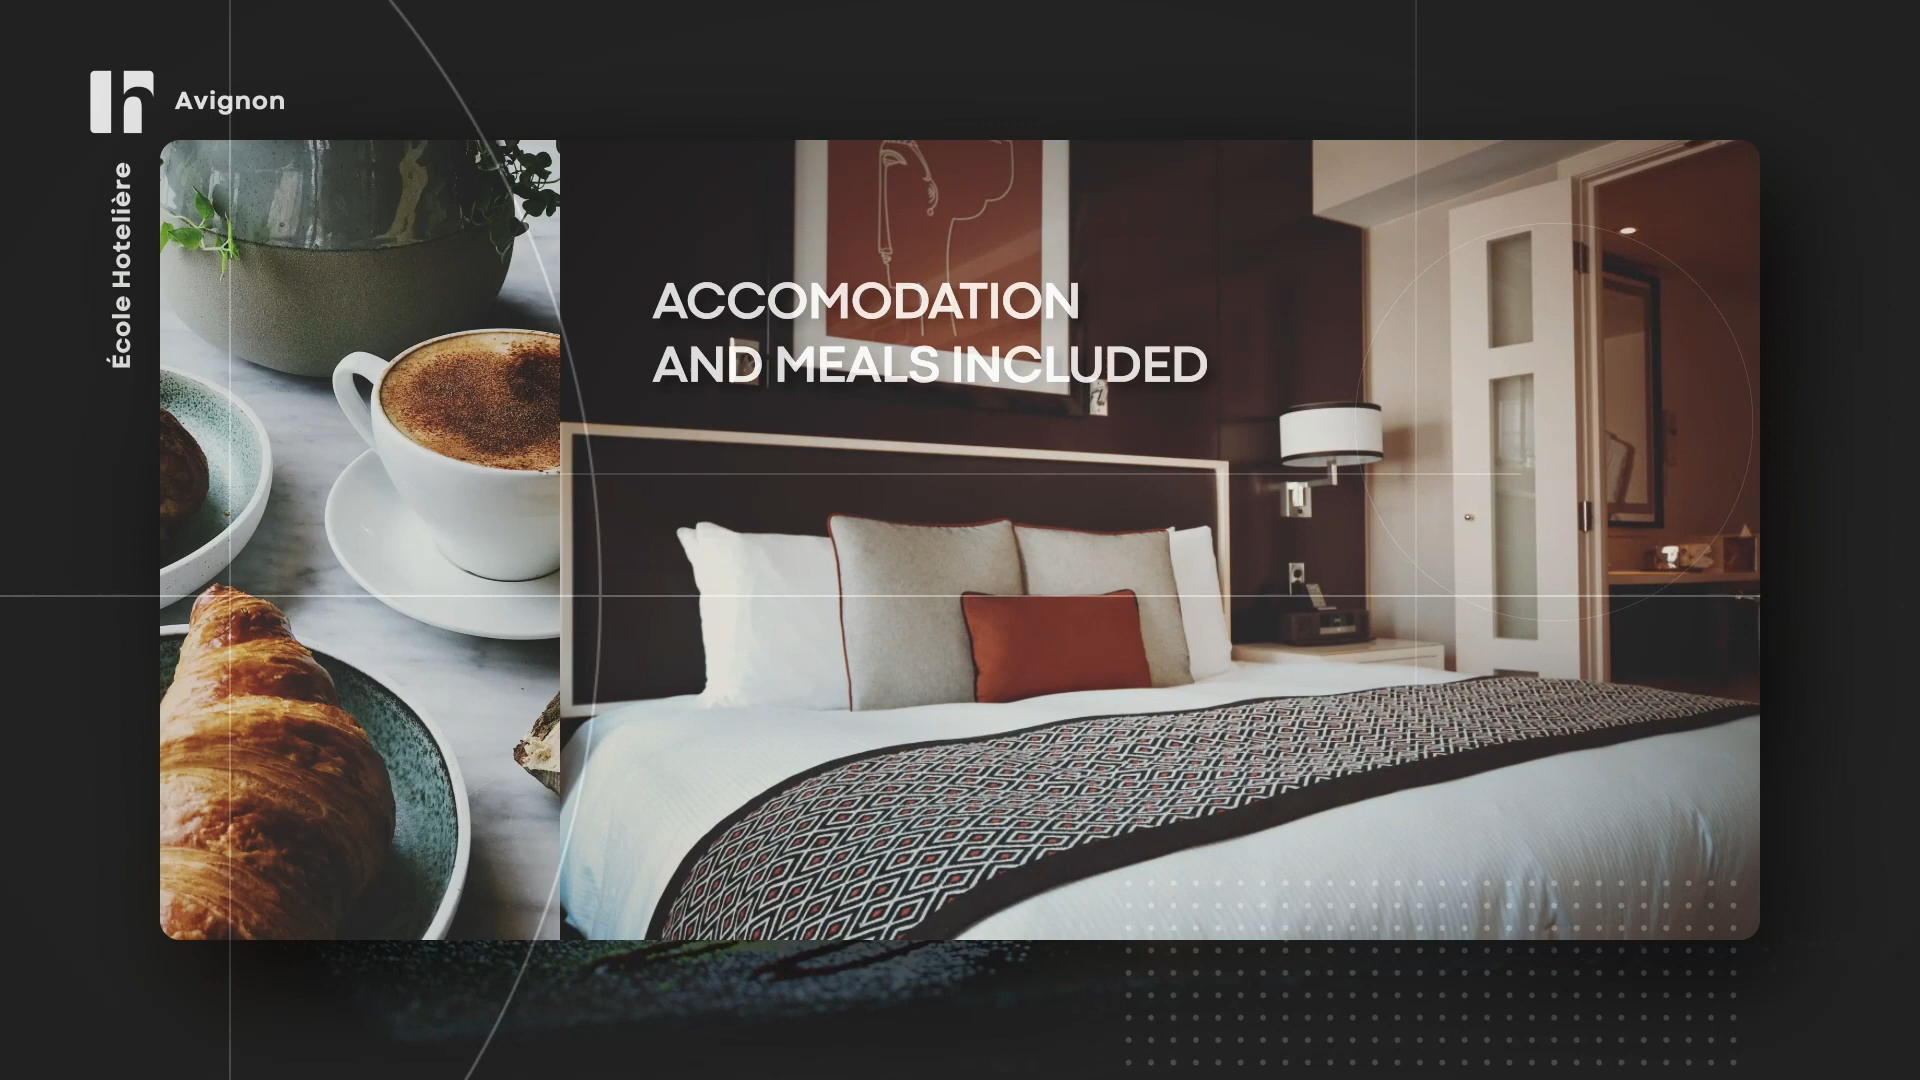 Avignon
École Hotelière
ACCOMODATION
AND MEALS INCLUDED